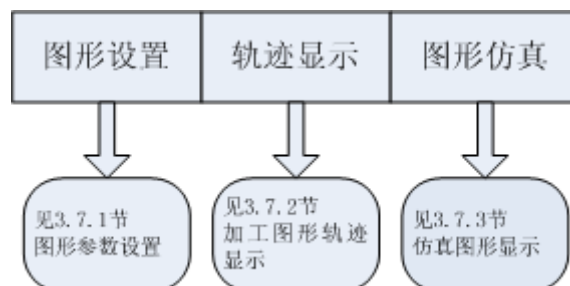 图形设置 轨迹显示 图形仿真
见3.7.1节
图形参数设置
见3.7.2节
加工图形轨迹
显示
见3.7.3节
仿真图形显示